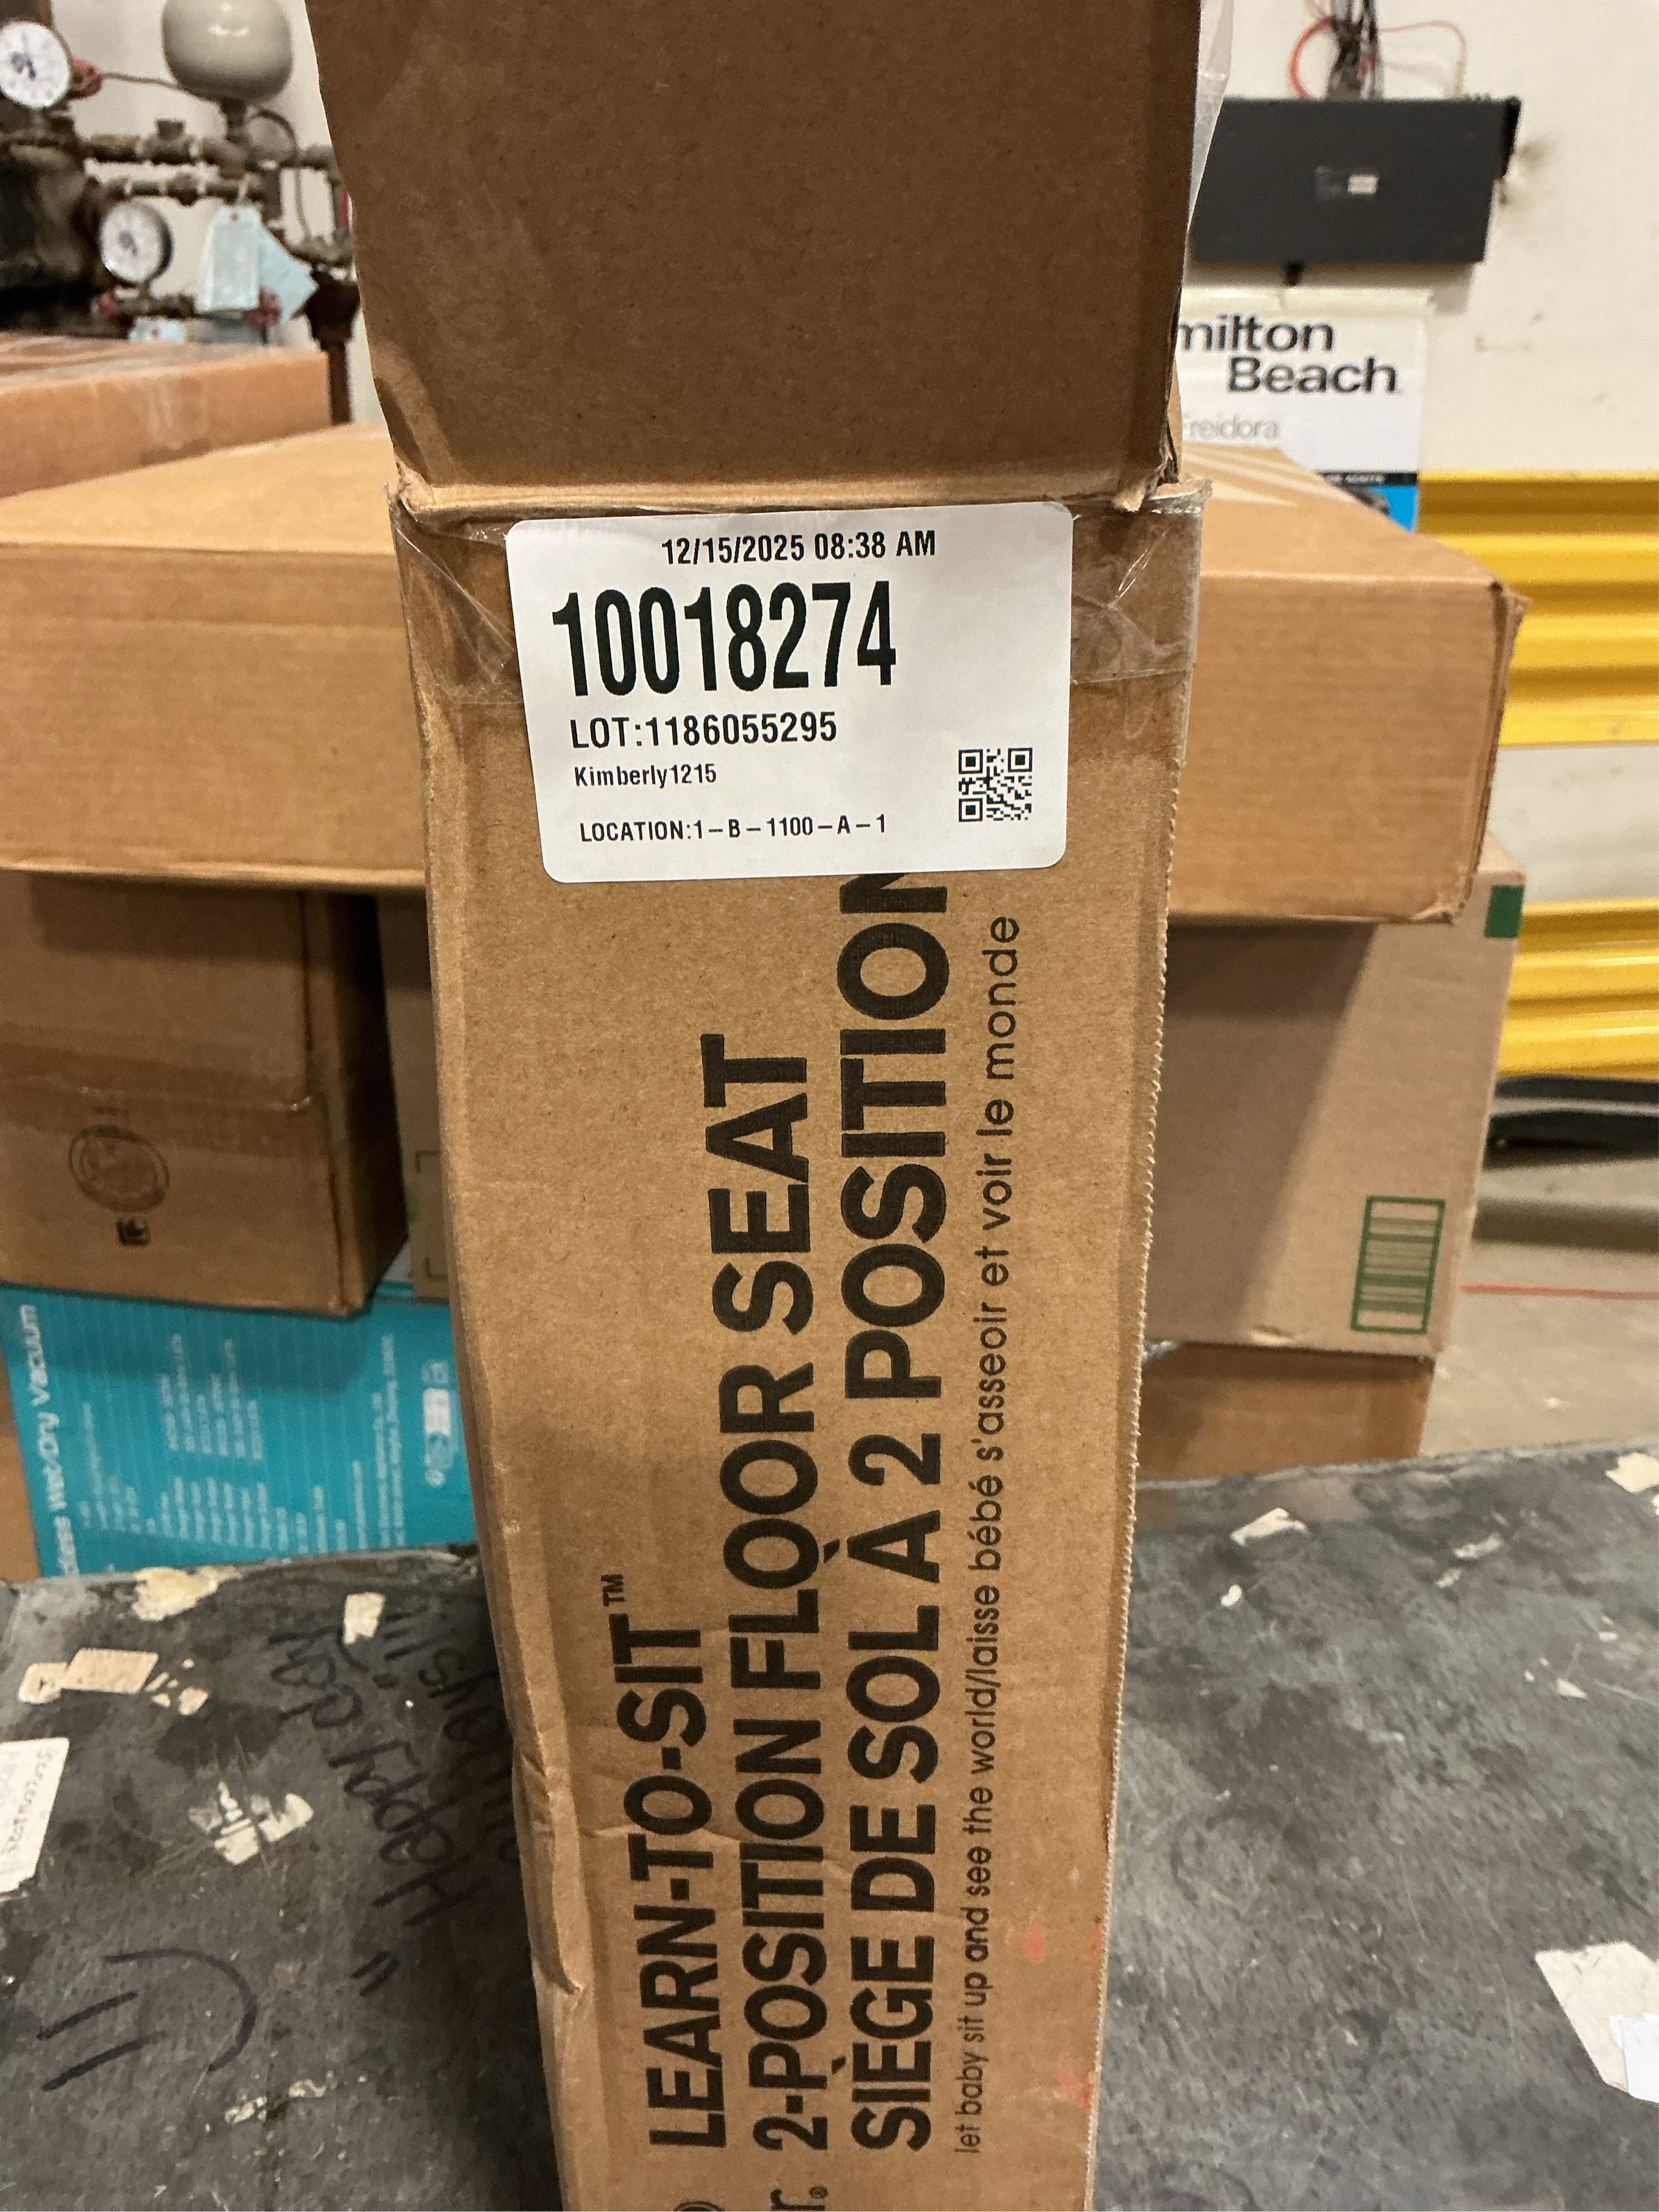 12/15/2025 08:38 AM
10018274
LOT:1186055295
Kimberly1215
LOCATION:1-B-1100-A-1
LEARN-TO-SIT™
2-POSITION FLOOR SEAT
SIÈGE DE SOL À 2 POSITION
let baby sit up and see the world/laisse bébé s'asseoir et voir le monde
r.®
milton
Beach
reidora
Wet/Dry Vacuum
Happy